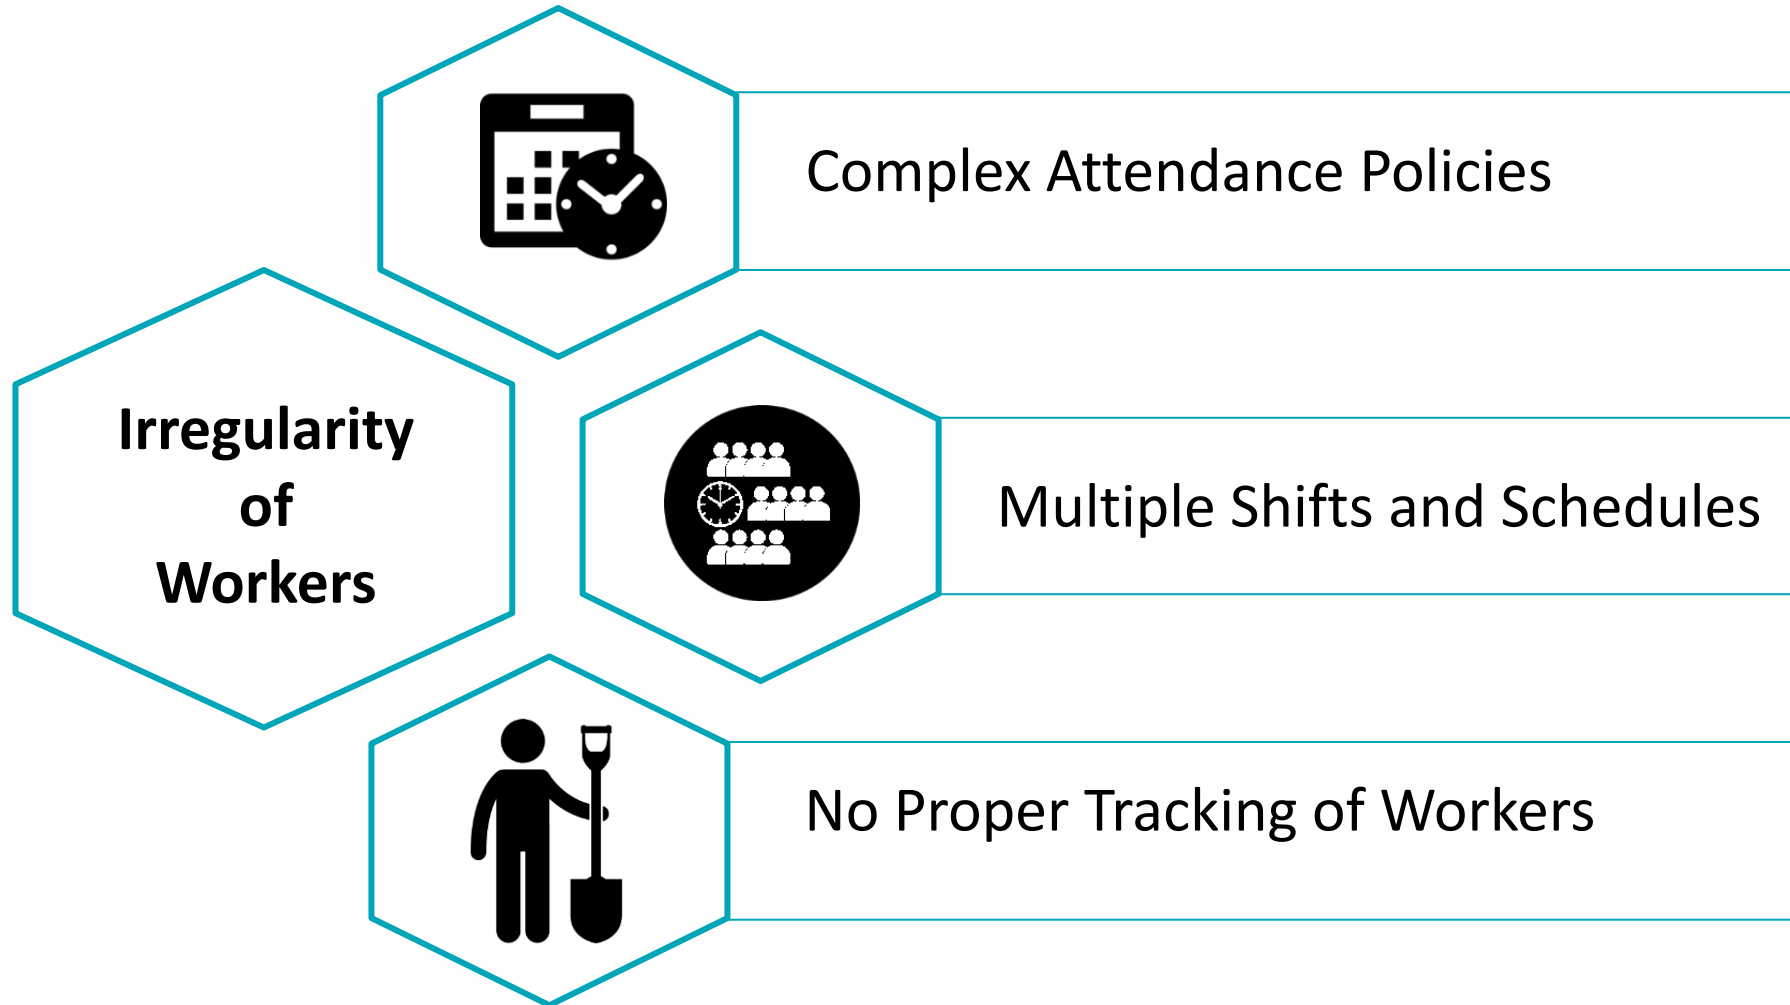 Complex Attendance Policies
Irregularity
of
Workers
Multiple Shifts and Schedules
No Proper Tracking of Workers